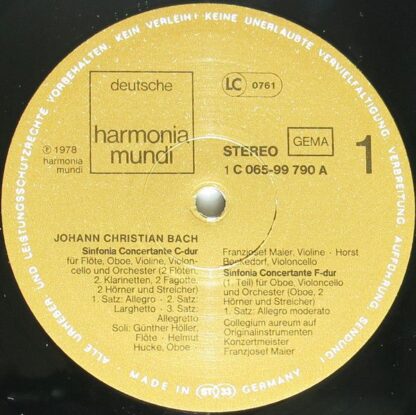 ALLE URHEBER UND LEISTUNGSSCHUTZRECHTE VORBEHALTEN. KEIN VERLEIH! KEINE UNERLAUBTE VERVIELFÄLTIGUNG, VERBREITUNG, AUFFÜHRUNG, SENDUNG!
deutsche
harmonia
mundi
LC 0761
℗ 1978
harmonia
mundi
STEREO GEMA
1 C 065-99 790 A
1
JOHANN CHRISTIAN BACH
Sinfonia Concertante C-dur
für Flöte, Oboe, Violine, Violon-
cello und Orchester (2 Flöten,
2. Klarinetten, 2 Fagotte,
2 Hörner und Streicher)
1. Satz: Allegro - 2. Satz:
Larghetto - 3. Satz:
Allegretto
Soli: Günther Höller,
Flöte - Helmut
Hucke, Oboe -
Franzjosef Maier, Violine - Horst
Beckedorf, Violoncello
Sinfonia Concertante F-dur
(1. Teil) für Oboe, Violoncello
und Orchester (Oboe, 2
Hörner und Streicher)
1. Satz: Allegro moderato
Collegium aureum auf
Originalinstrumenten
Konzertmeister
Franzjosef Maier
MADE IN GERMANY
ST 33